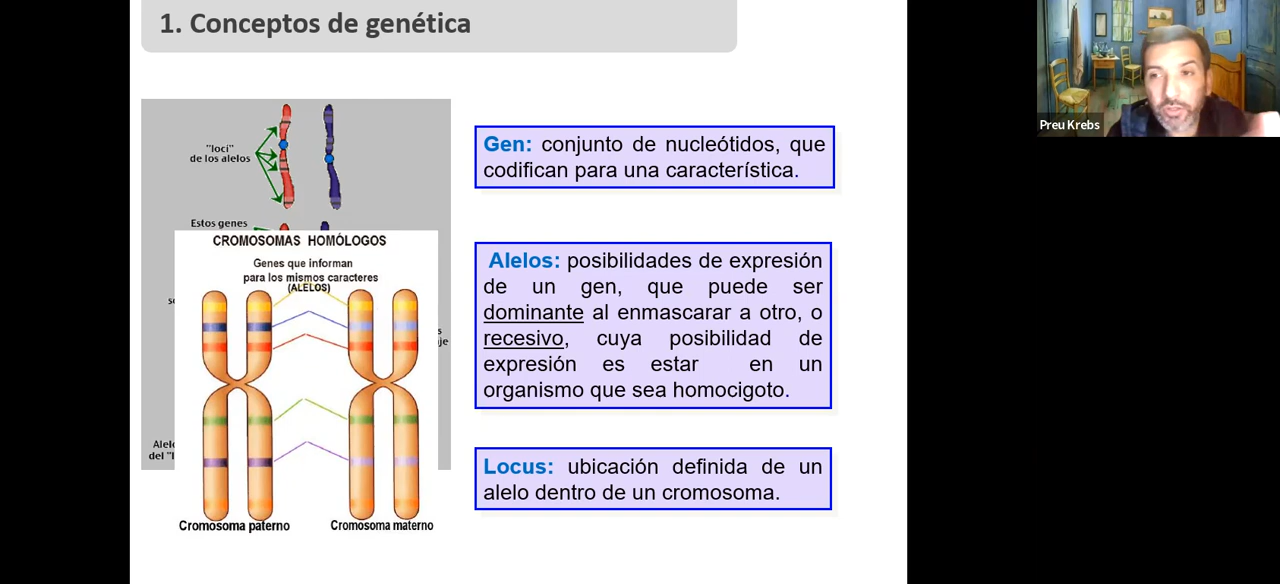 1. Conceptos de genética
"loci"
de los alelos
Estos genes
CROMOSOMAS HOMÓLOGOS
Genes que informan
para los mismos caracteres
(ALELOS)
Cromosoma paterno
Cromosoma materno
Gen: conjunto de nucleótidos, que
codifican para una característica.
Alelos: posibilidades de expresión
de un gen, que puede ser
dominante al enmascarar a otro, o
recesivo, cuya posibilidad de
expresión es estar en un
organismo que sea homocigoto.
Locus: ubicación definida de un
alelo dentro de un cromosoma.
Preu Krebs